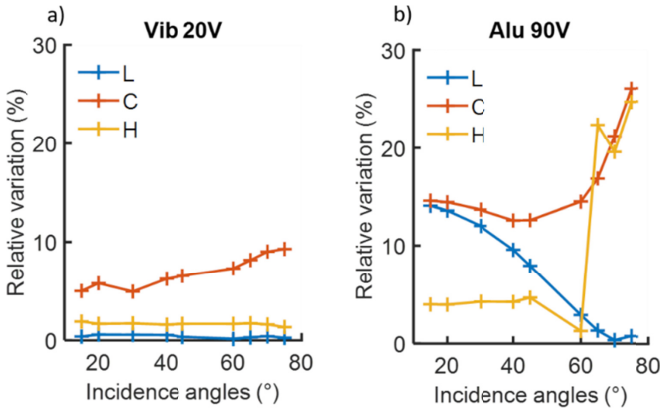 a)
Vib 20V
30
20
10
0
20
40
60
80
Relative variation (%)
Incidence angles (°)
L
C
H
b)
Alu 90V
30
20
10
0
20
40
60
80
Relative variation (%)
Incidence angles (°)
L
C
H